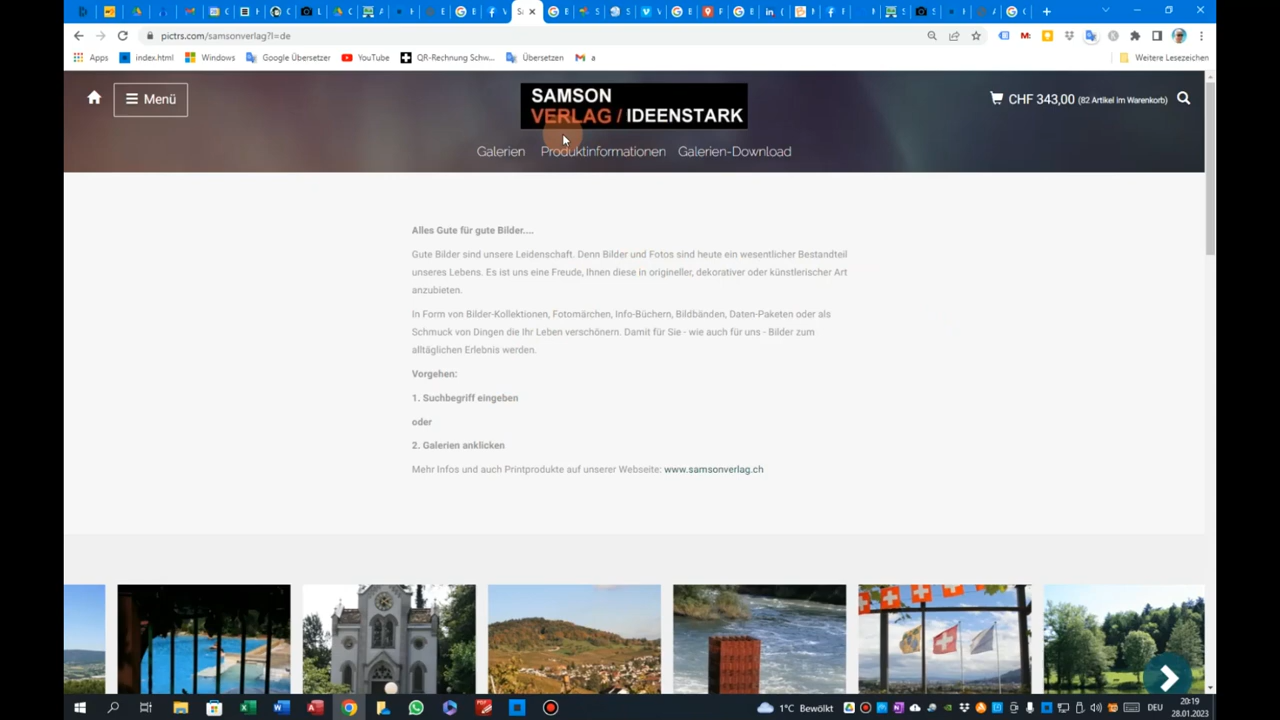 Sa
pictrs.com/samsonverlag?l=de
Apps
index.html
Windows
Google Übersetzer
YouTube
QR-Rechnung Schw...
Übersetzen
a
Weitere Lesezeichen
Menü
SAMSON
VERLAG / IDEENSTARK
CHF 343,00 (82 Artikel im Warenkorb)
Galerien
Produktinformationen
Galerien-Download
Alles Gute für gute Bilder....
Gute Bilder sind unsere Leidenschaft. Denn Bilder und Fotos sind heute ein wesentlicher Bestandteil
unseres Lebens. Es ist uns eine Freude, Ihnen diese in origineller, dekorativer oder künstlerischer Art
anzubieten.
In Form von Bilder-Kollektionen, Fotomärchen, Info-Büchern, Bildbänden, Daten-Paketen oder als
Schmuck von Dingen die Ihr Leben verschönern. Damit für Sie - wie auch für uns - Bilder zum
alltäglichen Erlebnis werden.
Vorgehen:
1. Suchbegriff eingeben
oder
2. Galerien anklicken
Mehr Infos und auch Printprodukte auf unserer Webseite: www.samsonverlag.ch
1°C Bewölkt
DEU
20:19
28.01.2023